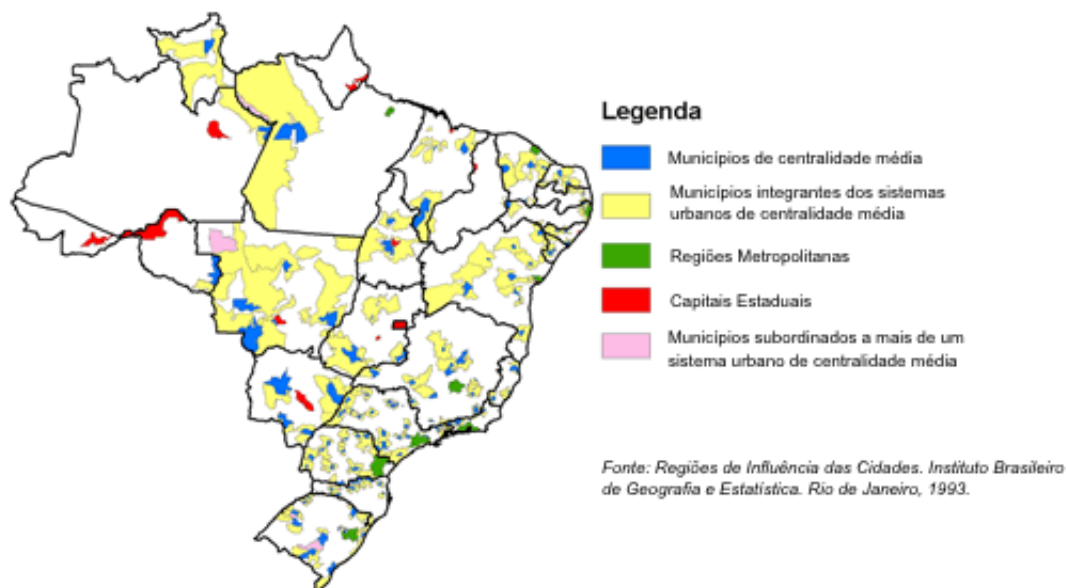 Legenda
Municípios de centralidade média
Municípios integrantes dos sistemas
urbanos de centralidade média
Regiões Metropolitanas
Capitais Estaduais
Municípios subordinados a mais de um
sistema urbano de centralidade média
Fonte: Regiões de Influência das Cidades. Instituto Brasileiro
de Geografia e Estatística. Rio de Janeiro, 1993.